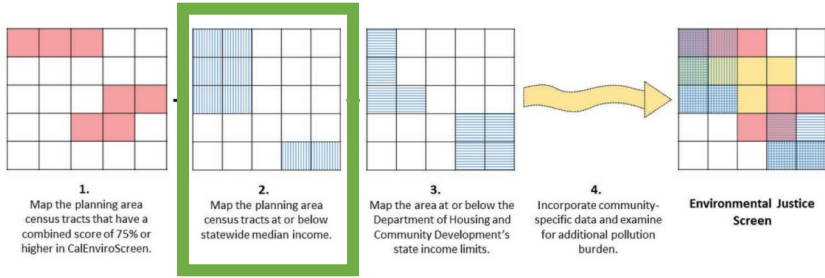 1.
Map the planning area
census tracts that have a
combined score of 75% or
higher in CalEnviroScreen.
2.
Map the planning area
census tracts at or below
statewide median income.
3.
Map the area at or below the
Department of Housing and
Community Development's
state income limits.
4.
Incorporate community-
specific data and examine
for additional pollution
burden.
Environmental Justice
Screen